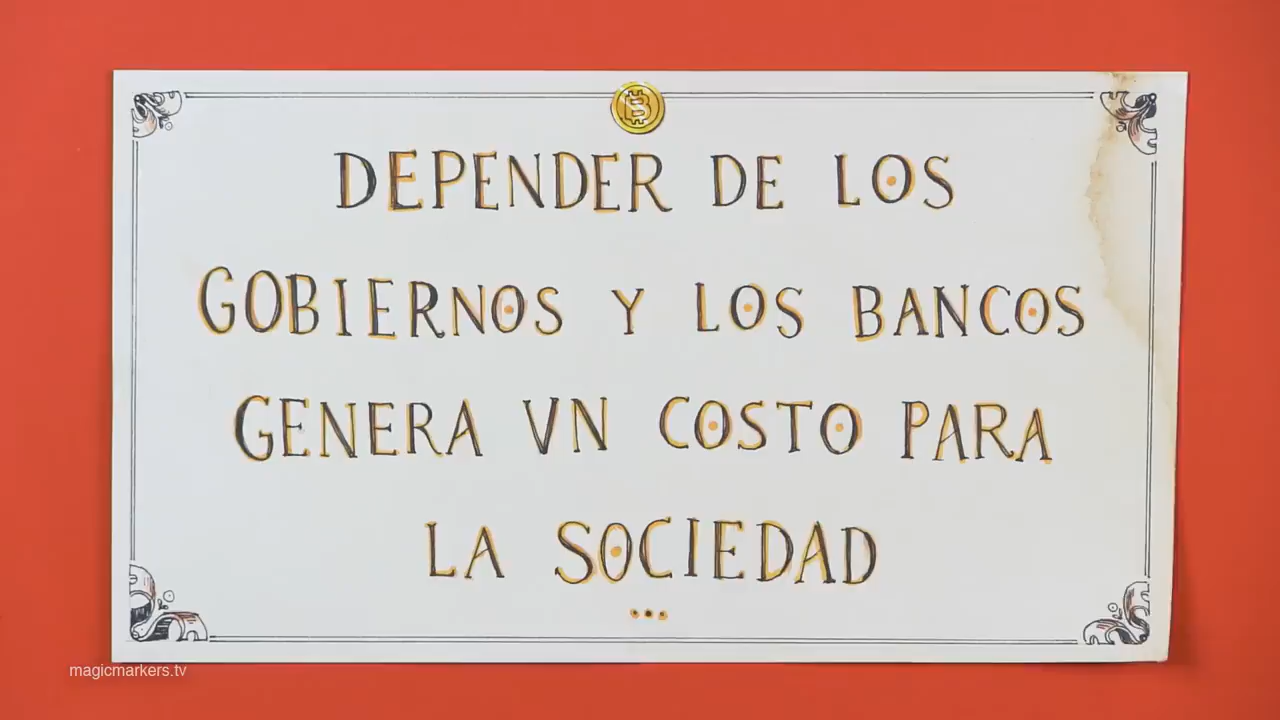 DEPENDER DE LOS
GOBIERNOS Y LOS BANCOS
GENERA VN COSTO PARA
LA SOCIEDAD
...
magicmarkers.tv